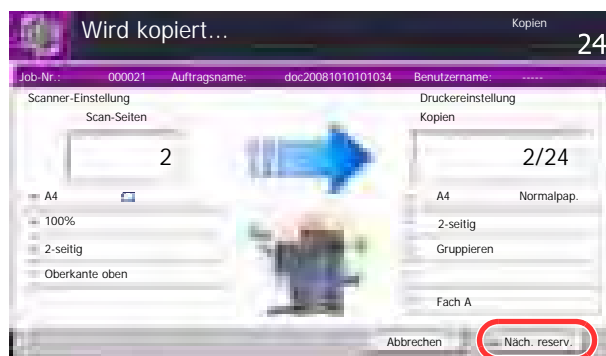 Wird kopiert...
Kopien
24
Job-Nr.: 000021 Auftragsname: doc20081010101034 Benutzername: -----
Scanner-Einstellung Druckereinstellung
Scan-Seiten Kopien
2 2/24
A4 A4 Normalpap.
100% 2-seitig
2-seitig Gruppieren
Oberkante oben
Fach A
Abbrechen Näch. reserv.